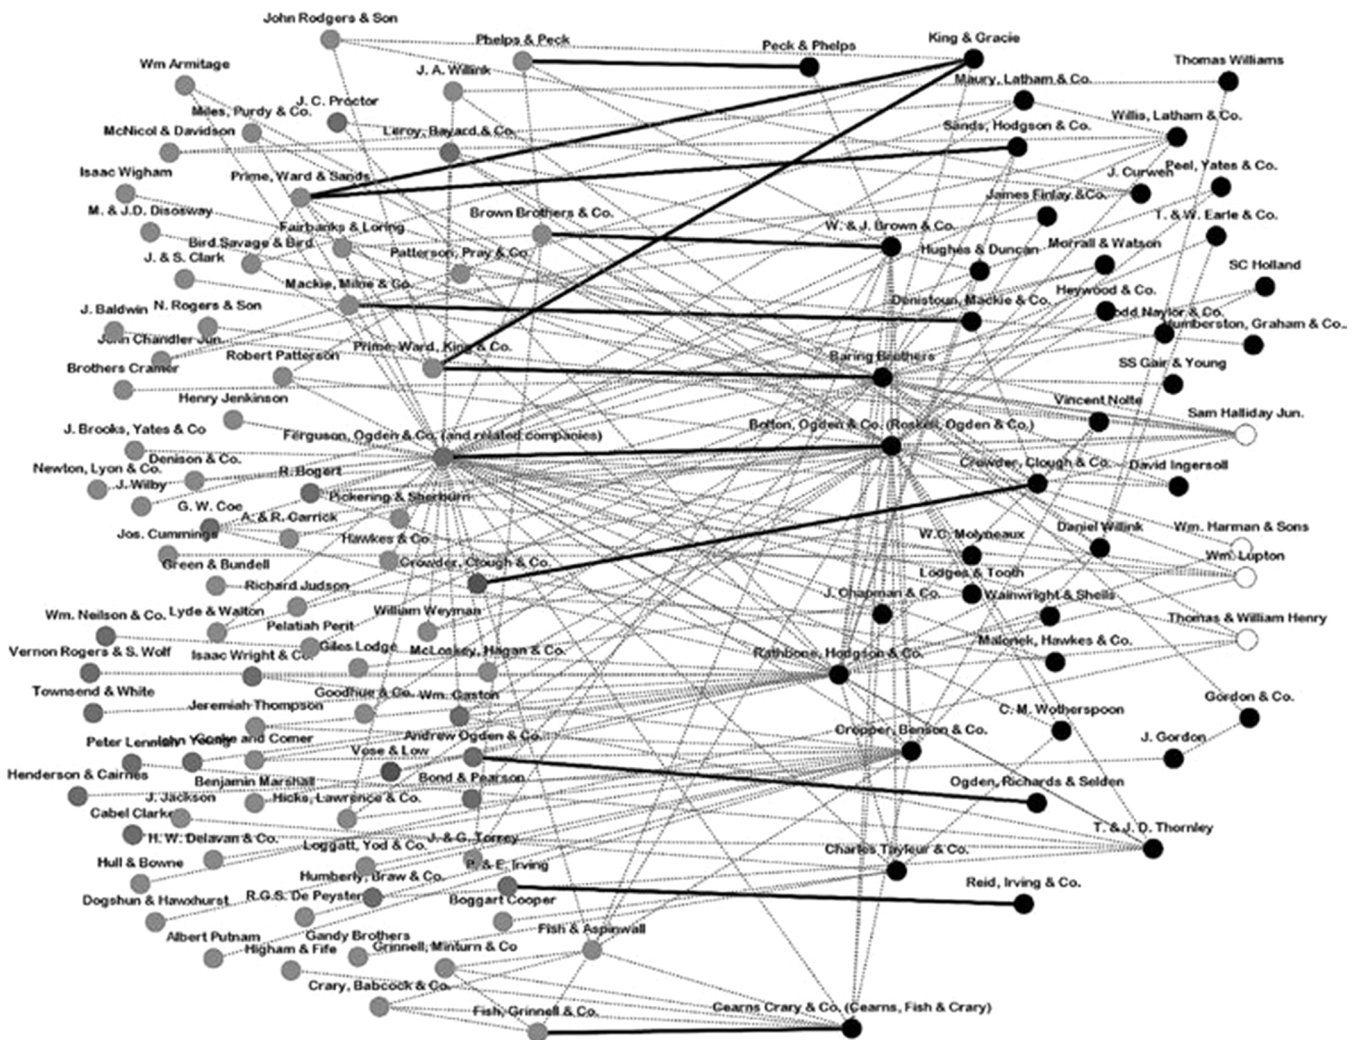 John Rodgers & Son
Phelps & Peck
Peck & Phelps
King & Gracie
Thomas Williams
Wm Armitage
J. A. Willink
Maury, Latham & Co.
J. C. Proctor
Miles, Purdy & Co.
Willis, Latham & Co.
McNicol & Davidson
Leroy, Bayard & Co.
Sands, Hodgson & Co.
Isaac Wigham
Prime, Ward & Sands
J. Curwen
Peel, Yates & Co.
M. & J.D. Disosway
Brown Brothers & Co.
James Finlay & Co.
T. & W. Earle & Co.
Fairbanks & Loring
W. & J. Brown & Co.
Bird Savage & Bird
Patterson, Pray & Co.
Hughes & Duncan
Morrall & Watson
J. & S. Clark
SC Holland
Mackie, Milne & Co.
Denistoun, Mackie & Co.
Heywood & Co.
J. Baldwin
N. Rogers & Son
odd Naylor & Co.
umberston, Graham & Co..
John Chandler Jun.
Robert Patterson
Prime, Ward, King & Co.
Baring Brothers
SS Gair & Young
Brothers Cramer
Henry Jenkinson
Vincent Nolte
Sam Halliday Jun.
J. Brooks, Yates & Co
Ferguson, Ogden & Co. (and related companies)
Bolton, Ogden & Co. (Roskell, Ogden & Co.)
Denison & Co.
Newton, Lyon & Co.
R. Bogert
Crowder, Clough & Co.
David Ingersoll
J. Wilby
Pickering & Sherburn
G. W. Coe
A. & R. Carrick
Jos. Cummings
Hawkes & Co.
W.C. Molyneaux
Daniel Willink
Wm. Harman & Sons
Green & Bundell
Crowder, Clough & Co.
Wm. Lupton
Richard Judson
Lodges & Tooth
Wm. Neilson & Co.
Lyde & Walton
William Weyman
J. Chapman & Co.
Wainwright & Shells
Pelatiah Perit
Thomas & William Henry
Vernon Rogers & S. Wolf
Isaac Wright & Co.
Giles Lodge
McLoskey, Hagan & Co.
Rathbone, Hodgson & Co.
Malonek, Hawkes & Co.
Townsend & White
Goodhue & Co.
Wm. Gaston
Gordon & Co.
Jeremiah Thompson
C. M. Wotherspoon
Peter Lennig
Cooke and Comer
Andrew Ogden & Co.
Cropper, Benson & Co.
J. Gordon
Vose & Low
Henderson & Cairnes
Benjamin Marshall
Bond & Pearson
Ogden, Richards & Selden
J. Jackson
Hicks, Lawrence & Co.
Cabel Clarke
H. W. Delavan & Co.
J. & G. Torrey
T. & J. D. Thornley
Loggatt, Yod & Co.
Charles Tayleur & Co.
Hull & Bowne
P. & E. Irving
Humberly, Braw & Co.
Reid, Irving & Co.
Dogshun & Hawxhurst
R.G.S. De Peyster
Boggart Cooper
Albert Putnam
Gandy Brothers
Fish & Aspinwall
Higham & Fife
Grinnell, Minturn & Co
Crary, Babcock & Co.
Fish, Grinnell & Co.
Cearns Crary & Co. (Cearns, Fish & Crary)